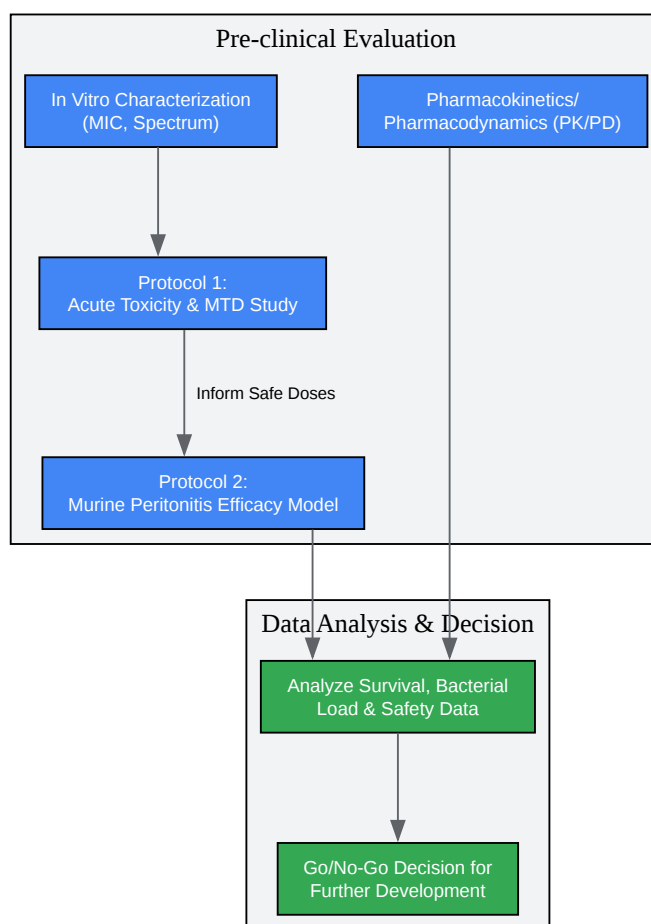 Pre-clinical Evaluation
In Vitro Characterization
(MIC, Spectrum)
Pharmacokinetics/
Pharmacodynamics (PK/PD)
Protocol 1:
Acute Toxicity & MTD Study
Inform Safe Doses
Protocol 2:
Murine Peritonitis Efficacy Model
Data Analysis & Decision
Analyze Survival, Bacterial
Load & Safety Data
Go/No-Go Decision for
Further Development